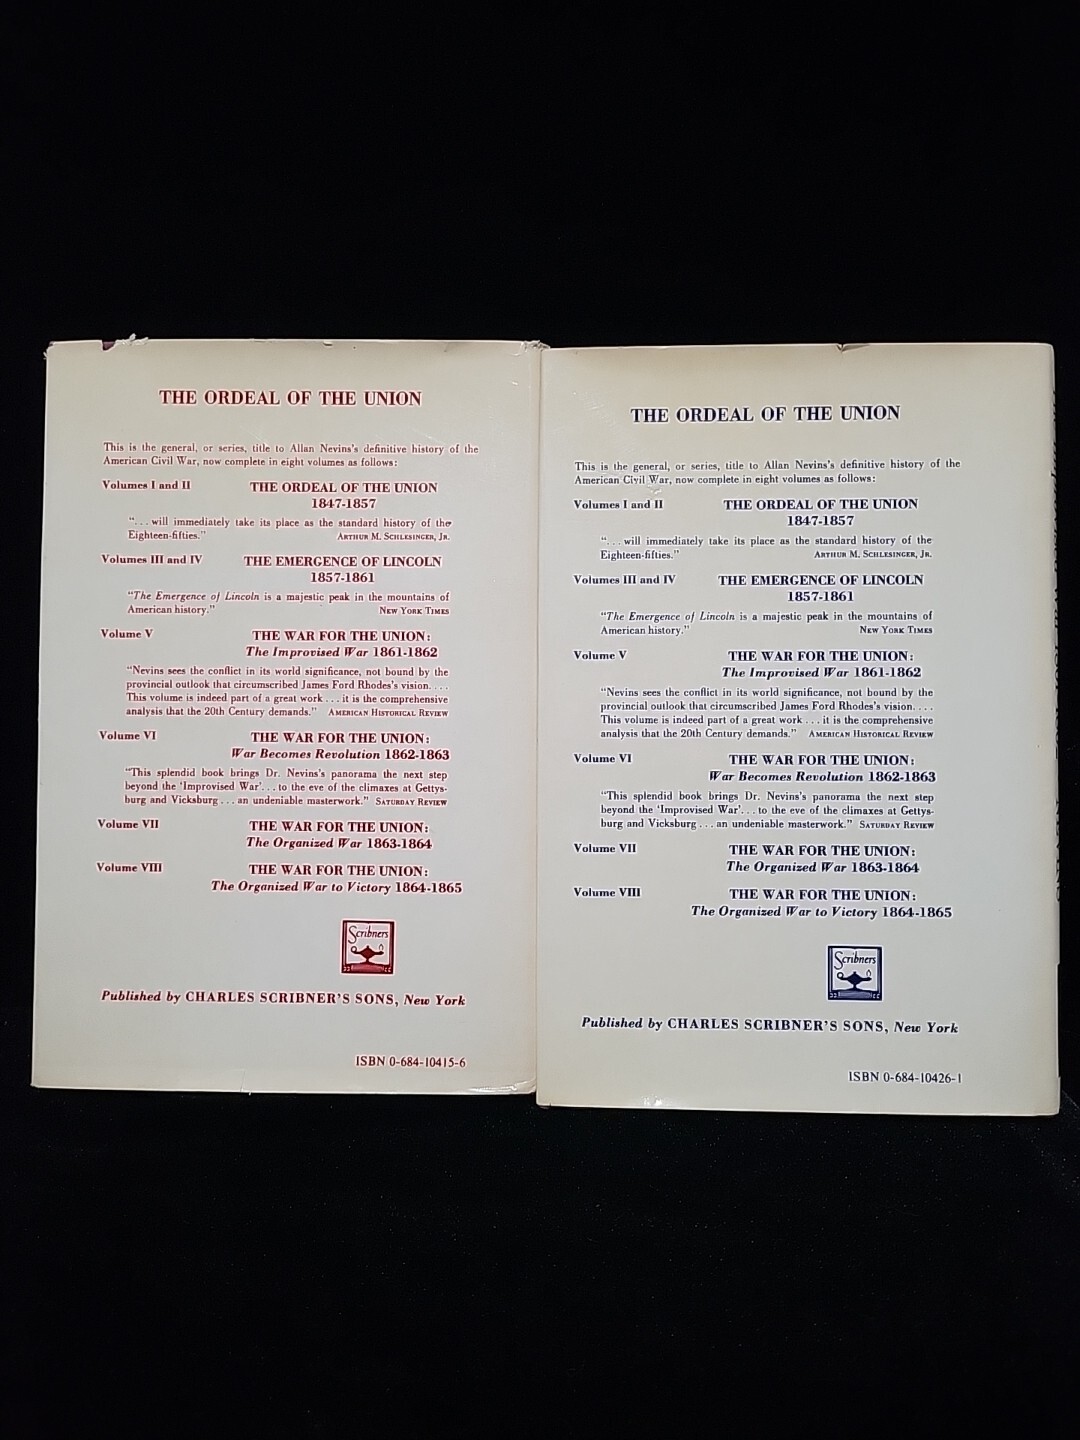 THE ORDEAL OF THE UNION
This is the general, or series, title to Allan Nevins's definitive history of the
American Civil War, now complete in eight volumes as follows:
Volumes I and II THE ORDEAL OF THE UNION
1847-1857
“. . . will immediately take its place as the standard history of the
Eighteen-fifties.” ARTHUR M. SCHLESINGER, JR.
Volumes III and IV THE EMERGENCE OF LINCOLN
1857-1861
“The Emergence of Lincoln is a majestic peak in the mountains of
American history.” NEW YORK TIMES
Volume V THE WAR FOR THE UNION:
The Improvised War 1861-1862
“Nevins sees the conflict in its world significance, not bound by the
provincial outlook that circumscribed James Ford Rhodes's vision. . . .
This volume is indeed part of a great work . . . it is the comprehensive
analysis that the 20th Century demands.” AMERICAN HISTORICAL REVIEW
Volume VI THE WAR FOR THE UNION:
War Becomes Revolution 1862-1863
“This splendid book brings Dr. Nevins's panorama the next step
beyond the ‘Improvised War’. . . to the eve of the climaxes at Gettys-
burg and Vicksburg . . . an undeniable masterwork.” SATURDAY REVIEW
Volume VII THE WAR FOR THE UNION:
The Organized War 1863-1864
Volume VIII THE WAR FOR THE UNION:
The Organized War to Victory 1864-1865
Scribners
Published by CHARLES SCRIBNER'S SONS, New York
ISBN 0-684-10415-6
THE ORDEAL OF THE UNION
This is the general, or series, title to Allan Nevins's definitive history of the
American Civil War, now complete in eight volumes as follows:
Volumes I and II THE ORDEAL OF THE UNION
1847-1857
“. . . will immediately take its place as the standard history of the
Eighteen-fifties.” ARTHUR M. SCHLESINGER, JR.
Volumes III and IV THE EMERGENCE OF LINCOLN
1857-1861
“The Emergence of Lincoln is a majestic peak in the mountains of
American history.” NEW YORK TIMES
Volume V THE WAR FOR THE UNION:
The Improvised War 1861-1862
“Nevins sees the conflict in its world significance, not bound by the
provincial outlook that circumscribed James Ford Rhodes's vision. . . .
This volume is indeed part of a great work . . . it is the comprehensive
analysis that the 20th Century demands.” AMERICAN HISTORICAL REVIEW
Volume VI THE WAR FOR THE UNION:
War Becomes Revolution 1862-1863
“This splendid book brings Dr. Nevins's panorama the next step
beyond the ‘Improvised War’. . . to the eve of the climaxes at Gettys-
burg and Vicksburg . . . an undeniable masterwork.” SATURDAY REVIEW
Volume VII THE WAR FOR THE UNION:
The Organized War 1863-1864
Volume VIII THE WAR FOR THE UNION:
The Organized War to Victory 1864-1865
Scribners
Published by CHARLES SCRIBNER'S SONS, New York
ISBN 0-684-10426-1